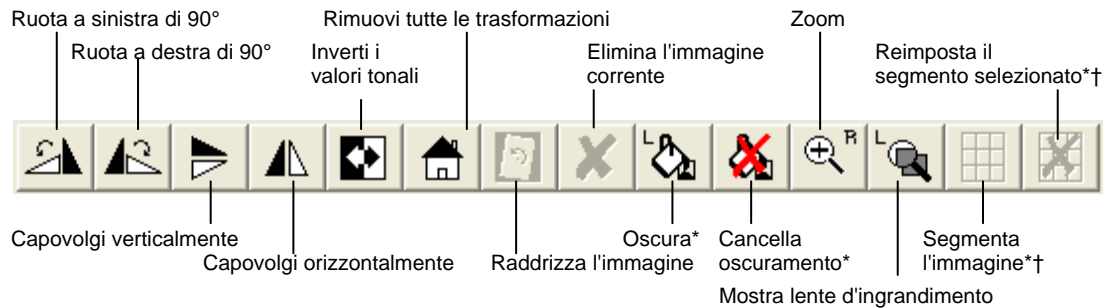 Ruota a sinistra di 90°
Rimuovi tutte le trasformazioni
Zoom
Ruota a destra di 90°
Inverti i
valori tonali
Elimina l'immagine
corrente
Reimposta il
segmento selezionato*†
L
R
L
Capovolgi verticalmente
Capovolgi orizzontalmente
Raddrizza l'immagine
Oscura*
Cancella
oscuramento*
Segmenta
l'immagine*†
Mostra lente d'ingrandimento